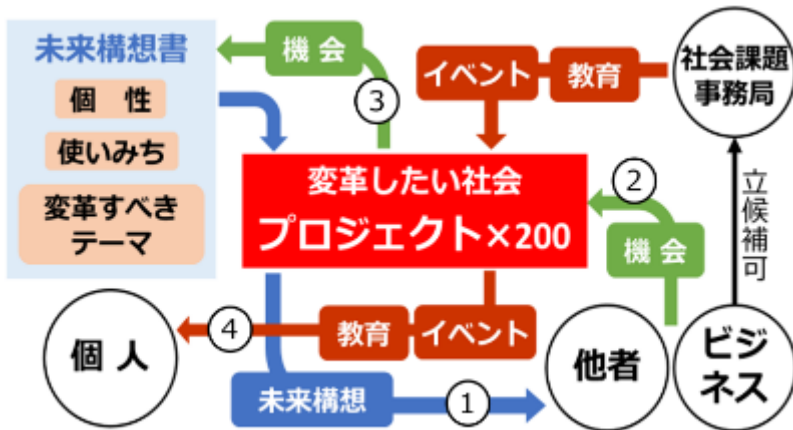 未来構想書
個 性
使いみち
変革すべき
テーマ
機 会
③
イベント
教育
社会課題
事務局
変革したい社会
プロジェクト×200
②
機 会
立候補可
個 人
④
教育
イベント
未来構想
①
他者
ビジ
ネス